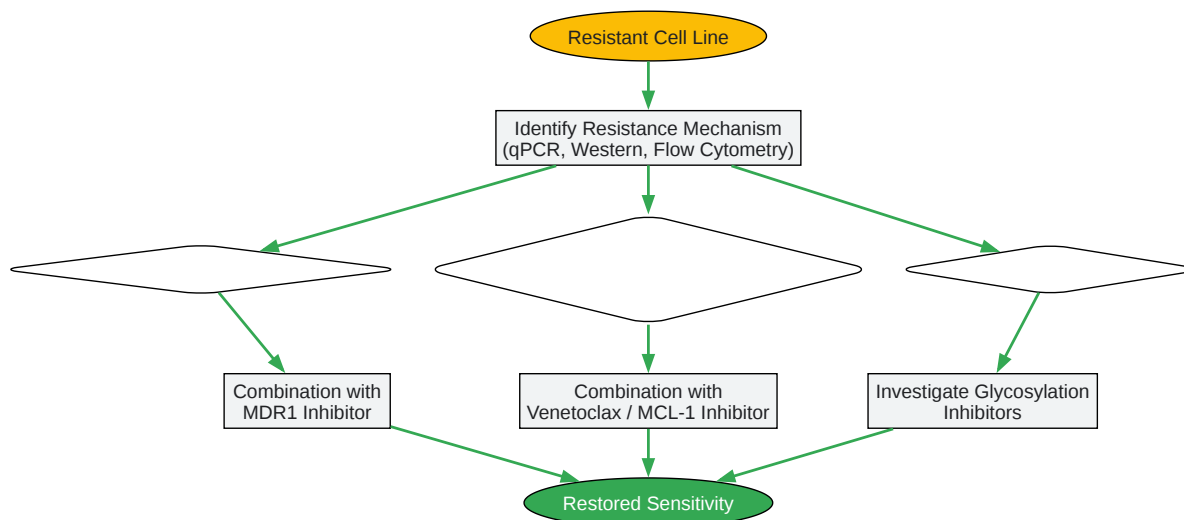 Resistant Cell Line
Identify Resistance Mechanism
(qPCR, Western, Flow Cytometry)
Combination with
MDR1 Inhibitor
Combination with
Venetoclax / MCL-1 Inhibitor
Investigate Glycosylation
Inhibitors
Restored Sensitivity